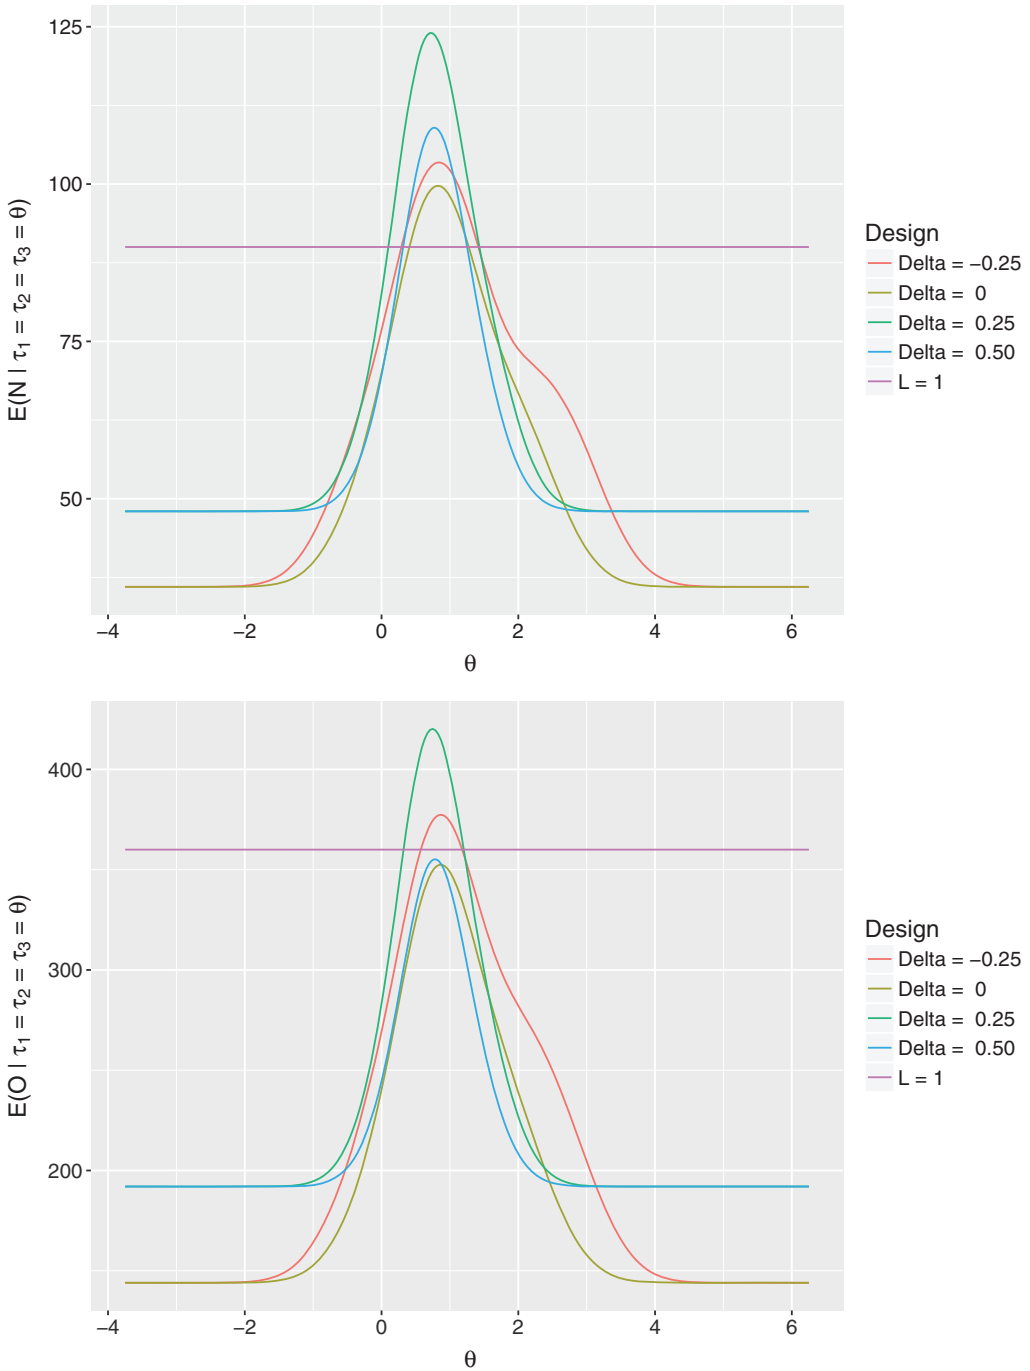 125
100
75
50
E(N | τ1 = τ2 = τ3 = θ)
−4 −2 0 2 4 6
θ
Design
Delta = −0.25
Delta = 0
Delta = 0.25
Delta = 0.50
L = 1
400
300
200
E(O | τ1 = τ2 = τ3 = θ)
−4 −2 0 2 4 6
θ
Design
Delta = −0.25
Delta = 0
Delta = 0.25
Delta = 0.50
L = 1